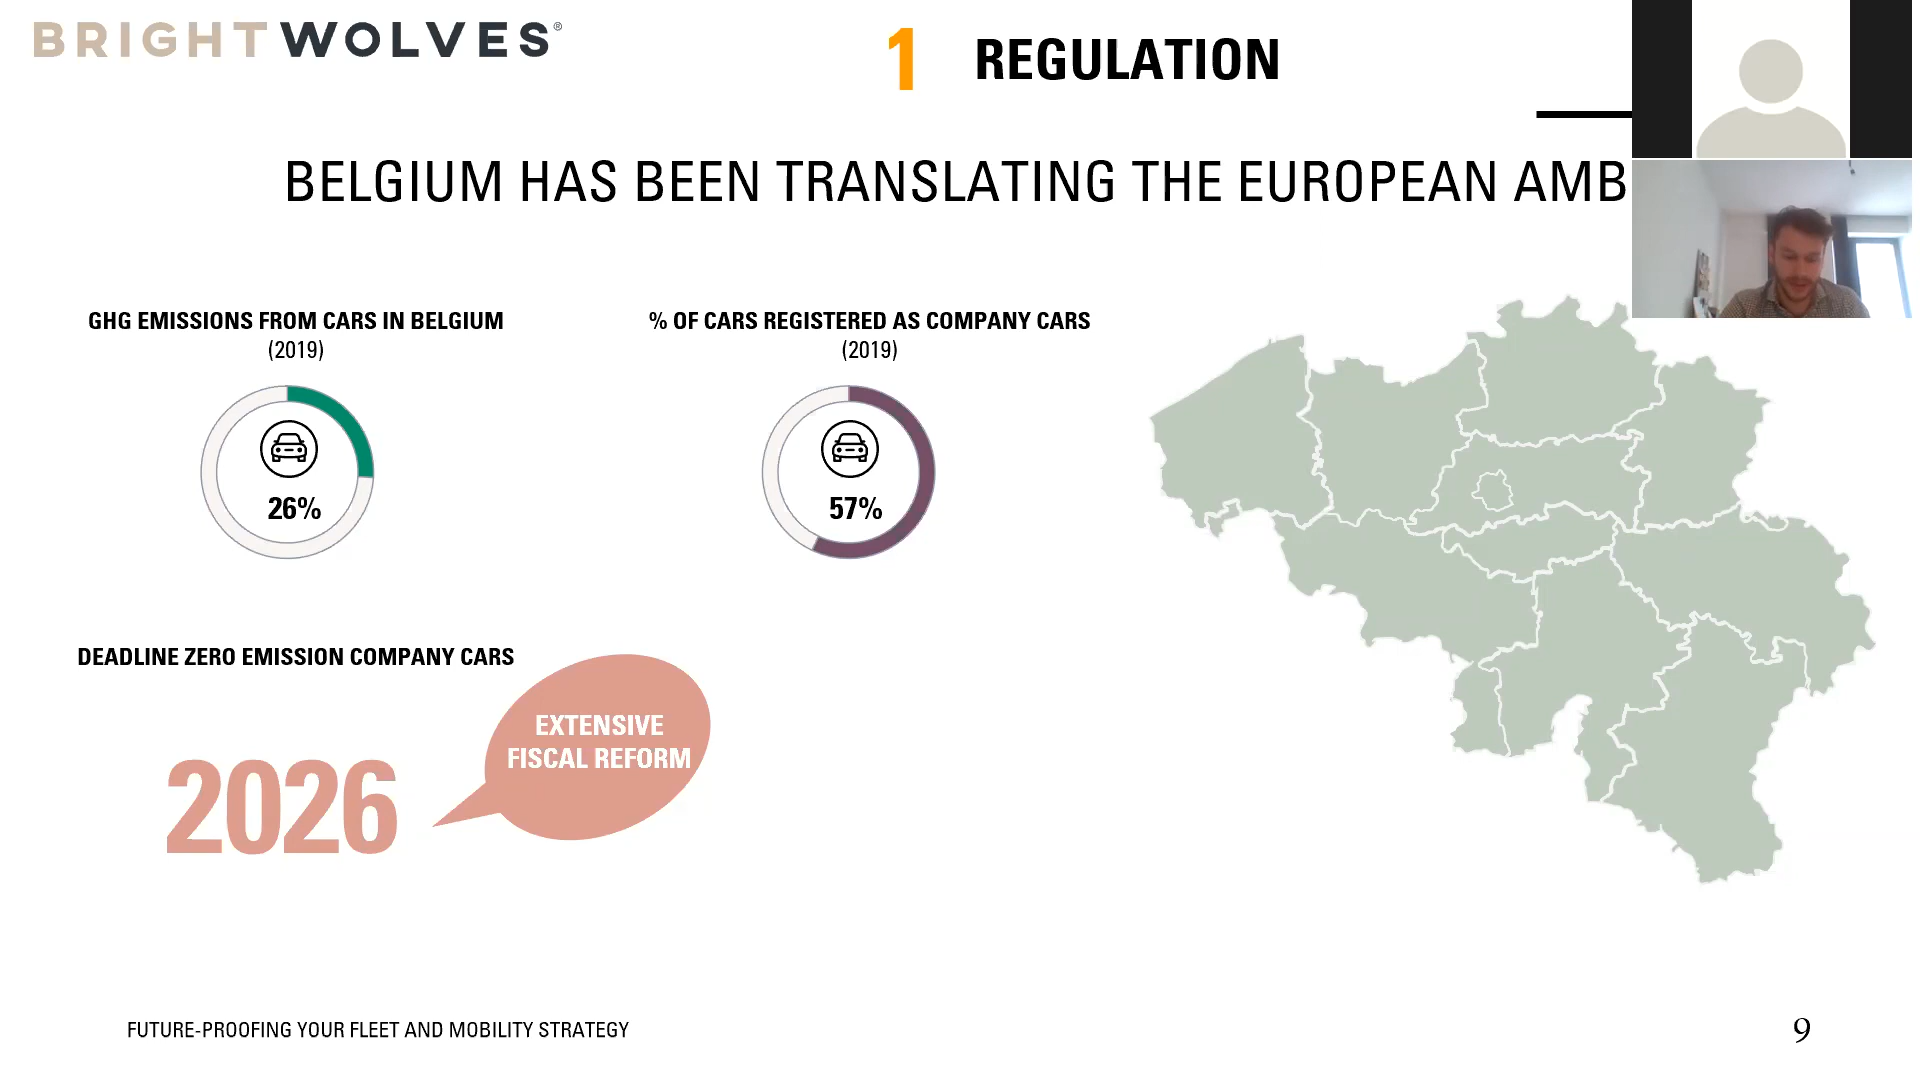 BRIGHTWOLVES®
1 REGULATION
BELGIUM HAS BEEN TRANSLATING THE EUROPEAN AMB
GHG EMISSIONS FROM CARS IN BELGIUM
(2019)
26%
% OF CARS REGISTERED AS COMPANY CARS
(2019)
57%
DEADLINE ZERO EMISSION COMPANY CARS
2026
EXTENSIVE
FISCAL REFORM
FUTURE-PROOFING YOUR FLEET AND MOBILITY STRATEGY
9